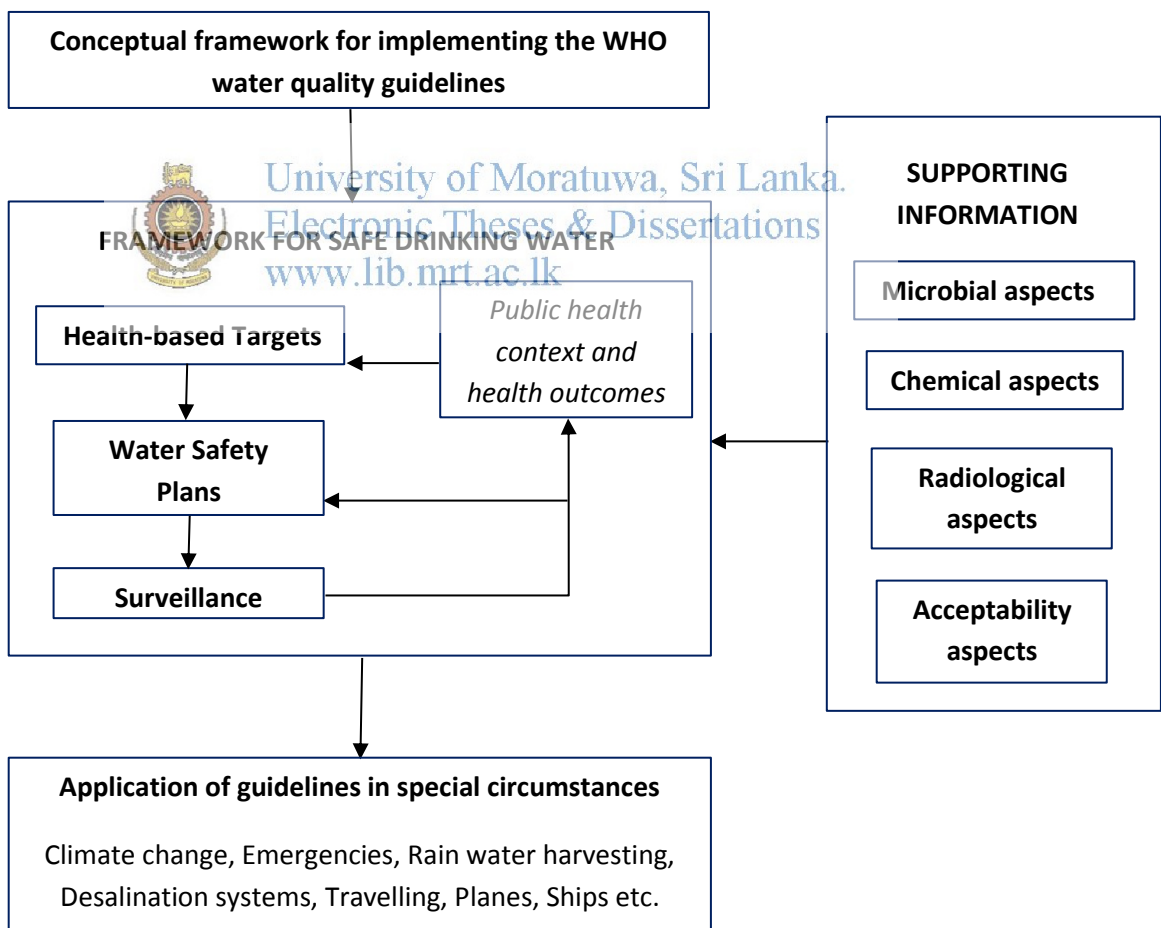 Conceptual framework for implementing the WHO
water quality guidelines
University of Moratuwa, Sri Lanka.
Electronic Theses & Dissertations
www.lib.mrt.ac.lk
FRAMEWORK FOR SAFE DRINKING WATER
Health-based Targets
Public health
context and
health outcomes
Water Safety
Plans
Surveillance
SUPPORTING
INFORMATION
Microbial aspects
Chemical aspects
Radiological
aspects
Acceptability
aspects
Application of guidelines in special circumstances
Climate change, Emergencies, Rain water harvesting,
Desalination systems, Travelling, Planes, Ships etc.